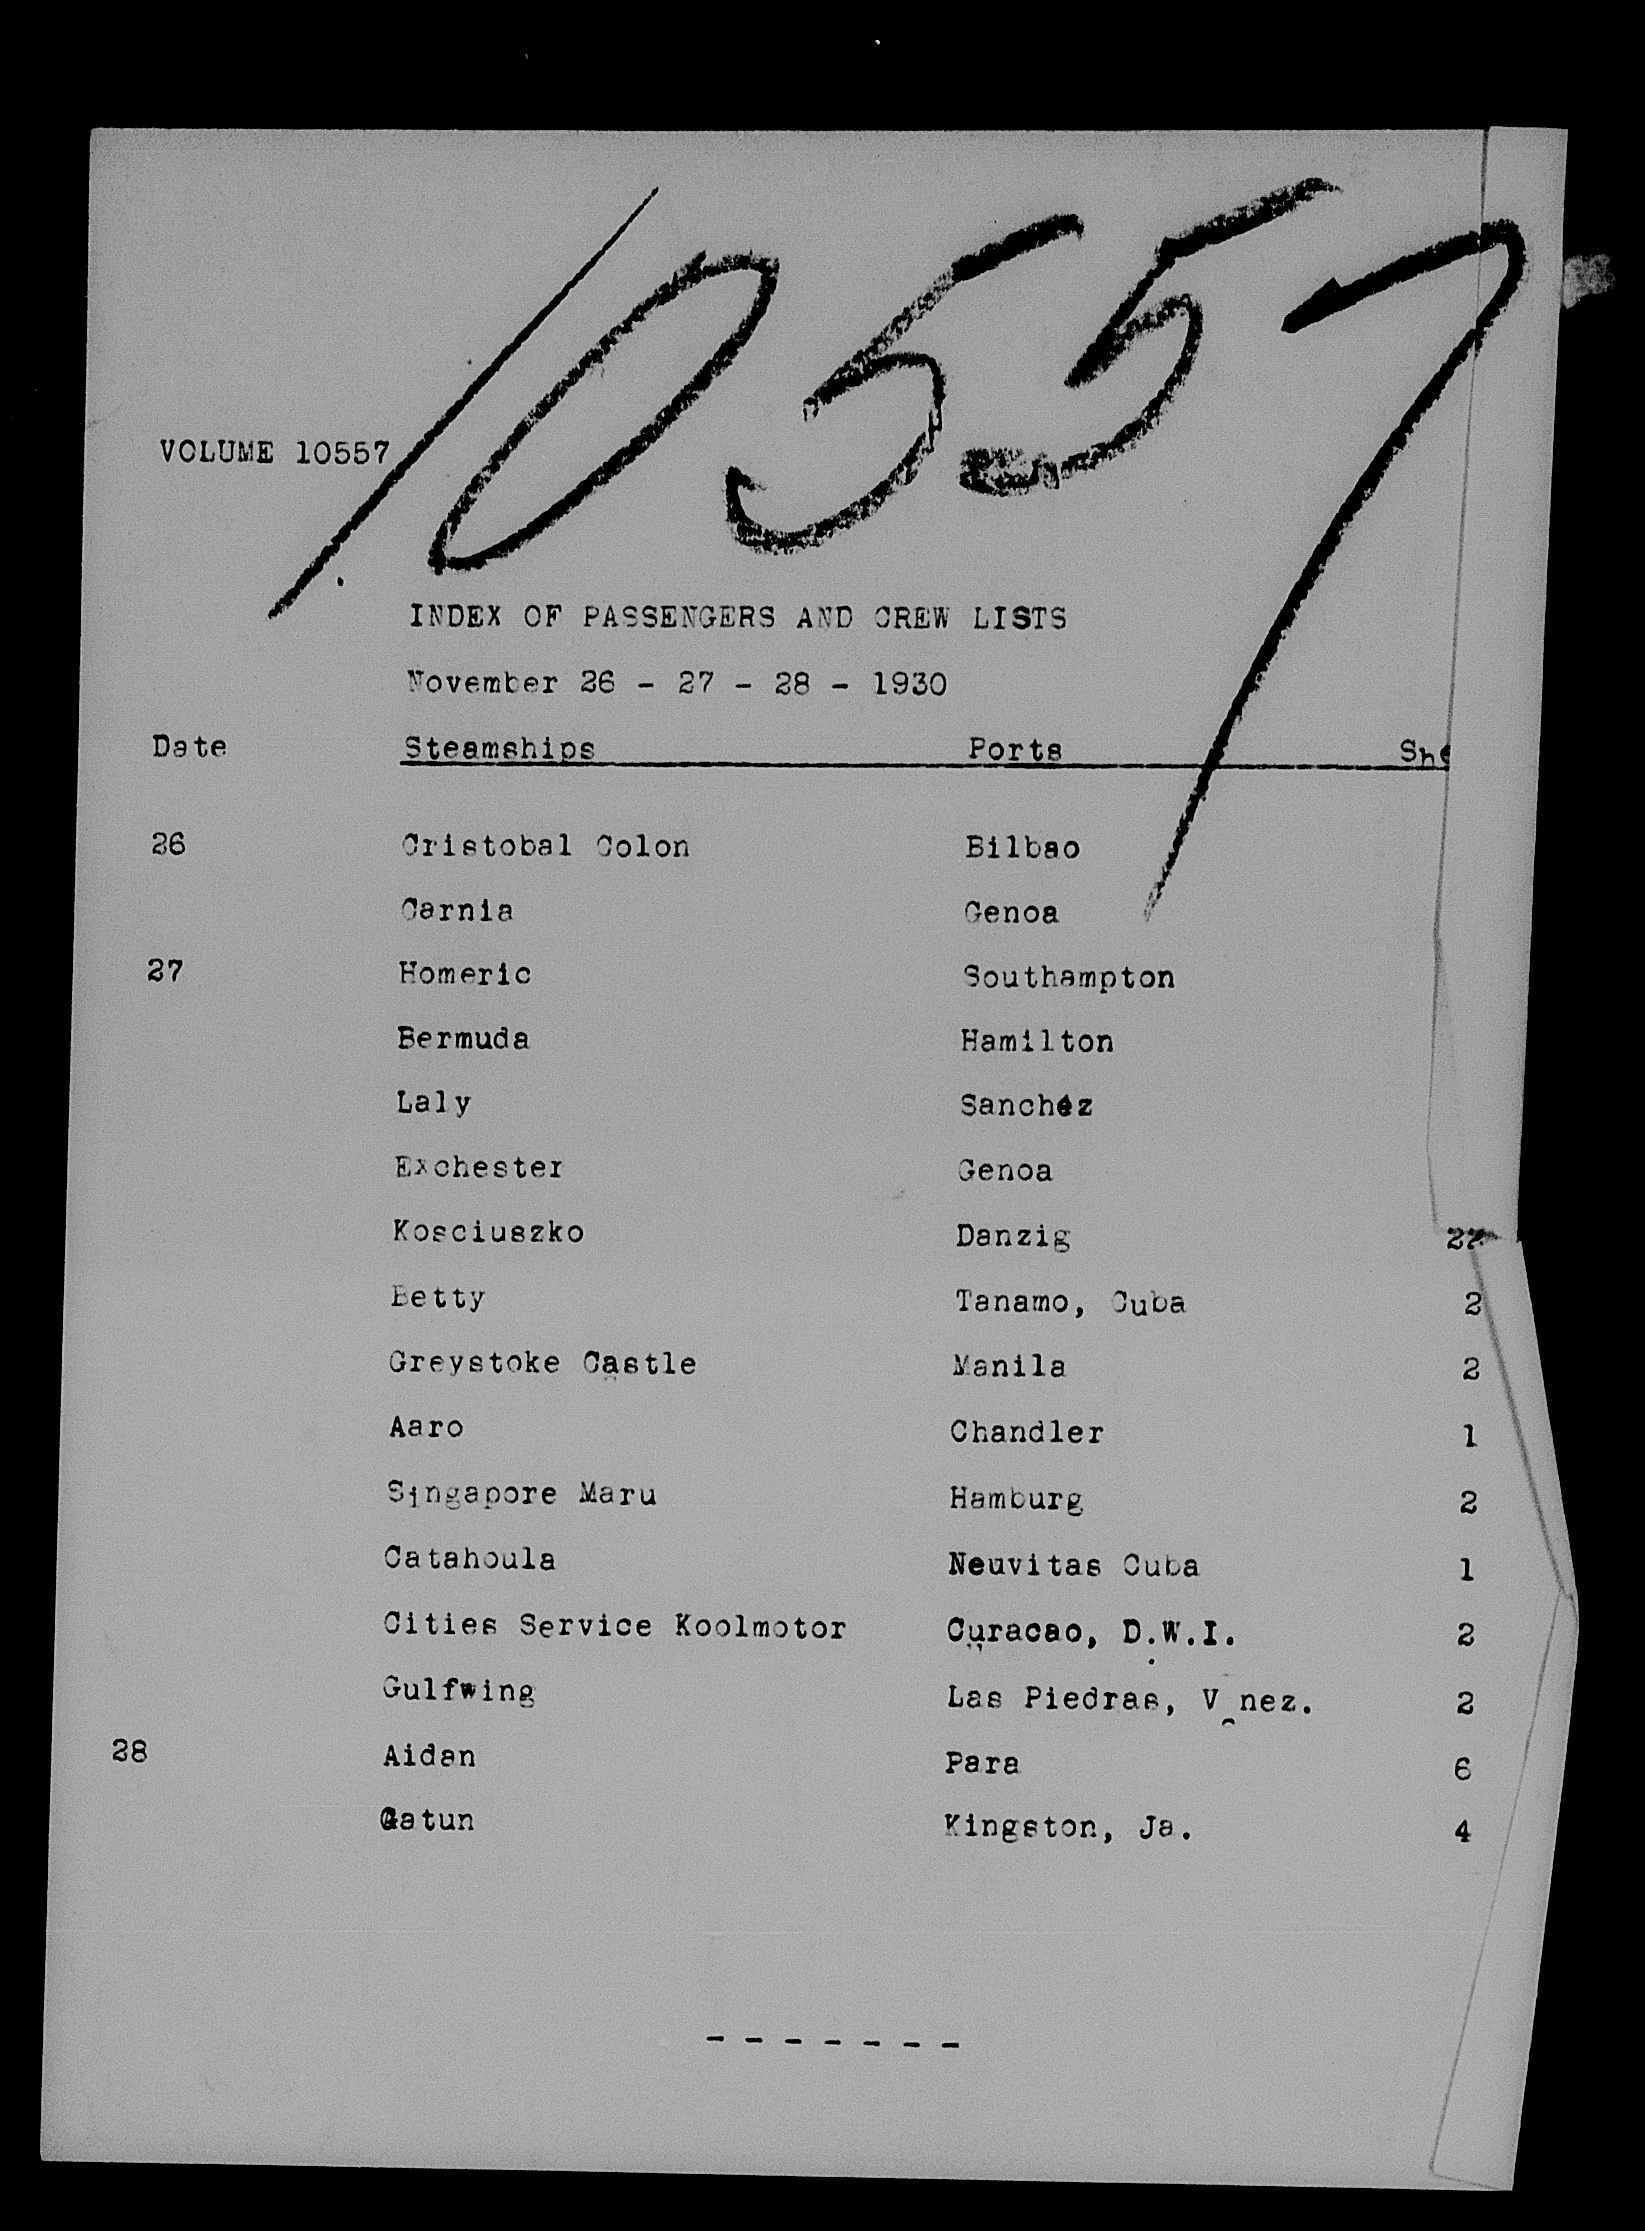 10557
VOLUME 10557
INDEX OF PASSENGERS AND CREW LISTS
November 26 - 27 - 28 - 1930
Date Steamships Ports
26 Cristobal Colon Bilbao
Carnia Genoa
27 Homeric Southampton
Bermuda Hamilton
Laly Sanchez
Exchester Genoa
Kosciuszko Danzig
Betty Tanamo, Cuba 2
Greystoke Castle Manila 2
Aaro Chandler 1
Singapore Maru Hamburg 2
Catahoula Neuvitas Cuba 1
Cities Service Koolmotor Curacao, D.W.I. 2
Gulfwing Las Piedras, Venez. 2
28 Aidan Para 6
Gatun Kingston, Ja. 4
- - - - - - -